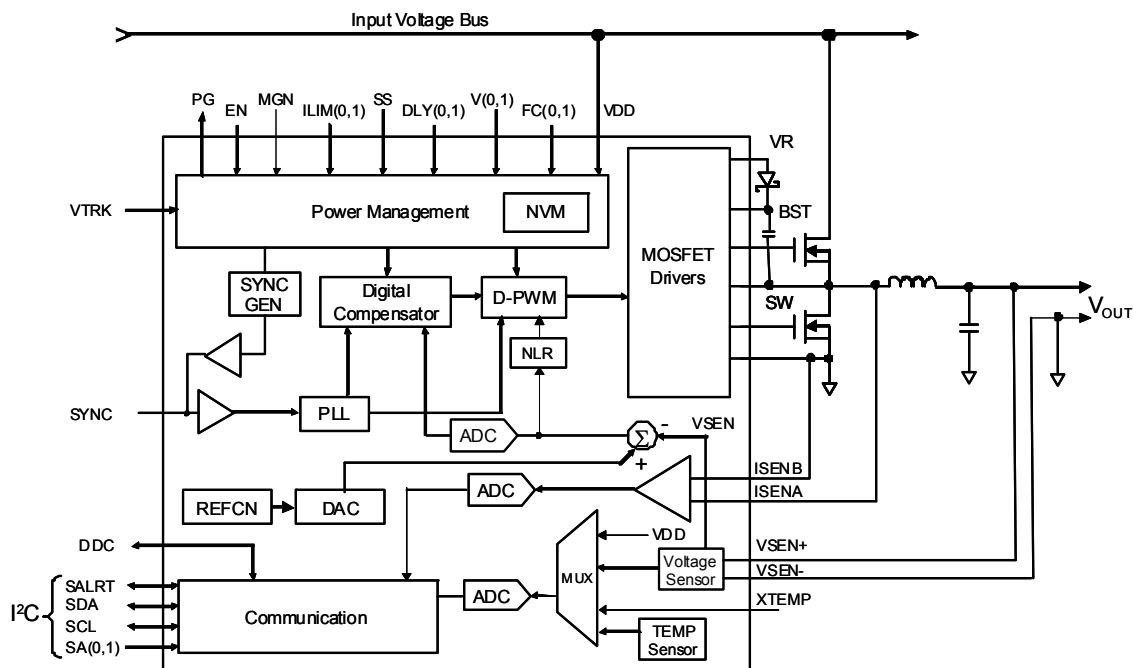 Input Voltage Bus
PG
EN
MGN
ILIM(0,1)
SS
DLY(0,1)
V(0,1)
FC(0,1)
VDD
VR
VTRK
Power Management
NVM
BST
MOSFET
Drivers
SYNC
GEN
Digital
Compensator
D-PWM
SW
VOUT
NLR
SYNC
PLL
ADC
Σ
-
+
VSEN
ISENB
ISENA
ADC
REFCN
DAC
VDD
DDC
VSEN+
Voltage
Sensor
VSEN-
MUX
I²C
SALRT
SDA
SCL
SA(0,1)
Communication
ADC
XTEMP
TEMP
Sensor